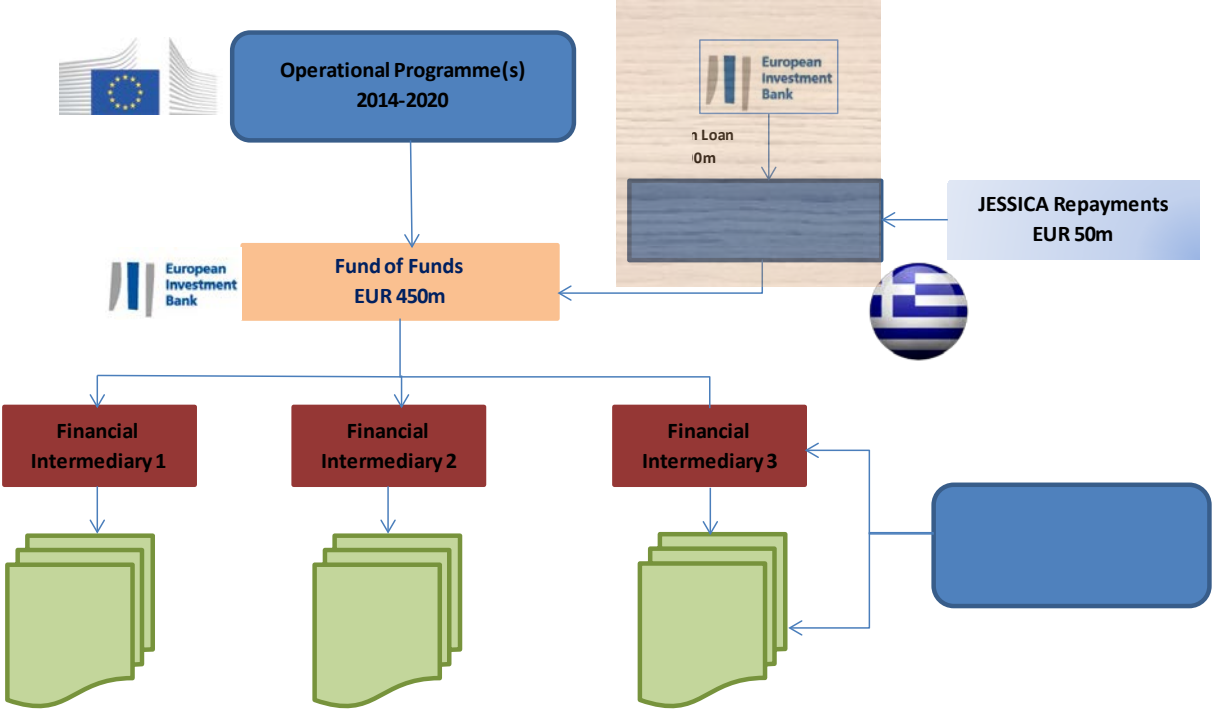 Operational Programme(s)
2014-2020
European
Investment
Bank
Loan
JESSICA Repayments
EUR 50m
European
Investment
Bank
Fund of Funds
EUR 450m
Financial
Intermediary 1
Financial
Intermediary 2
Financial
Intermediary 3